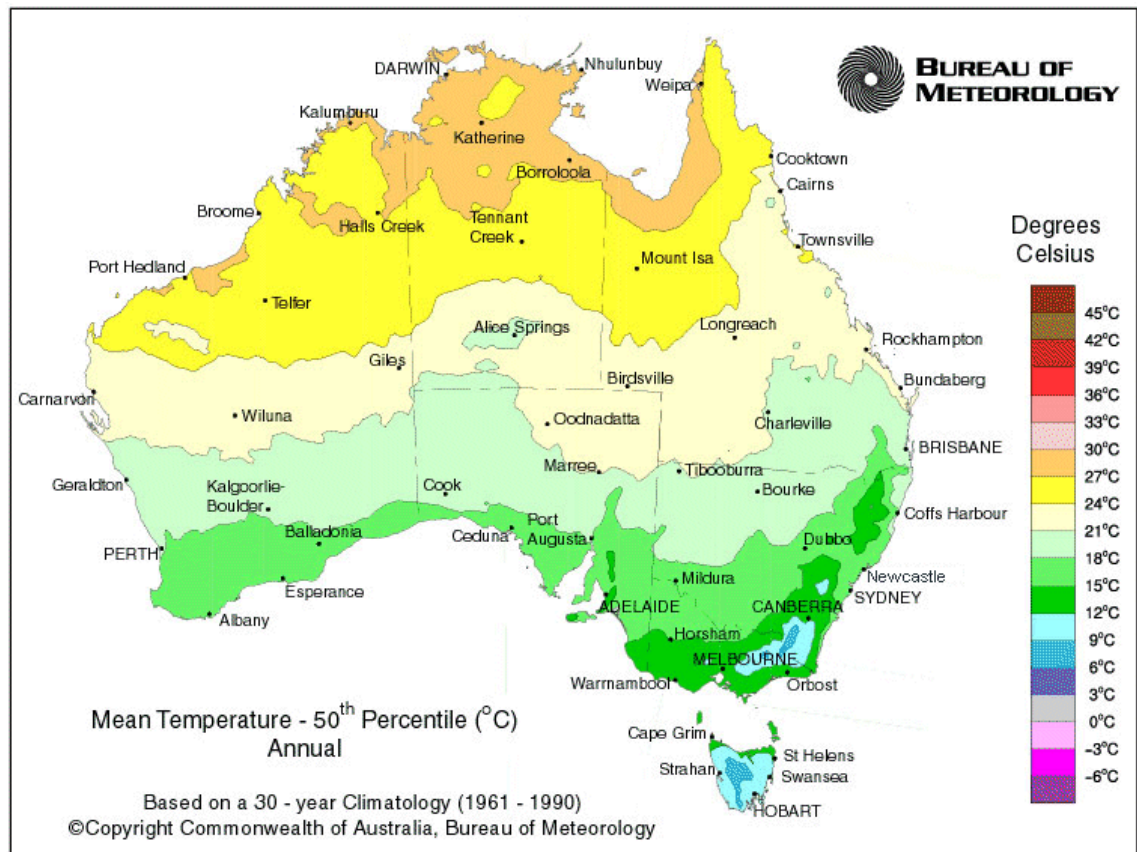 BUREAU OF
METEOROLOGY
DARWIN
Nhulunbuy
Weipa
Kalumburu
Katherine
Borroloola
Cooktown
Cairns
Broome
Halls Creek
Tennant
Creek
Townsville
Mount Isa
Port Hedland
Telfer
Alice Springs
Longreach
Rockhampton
Giles
Birdsville
Bundaberg
Carnarvon
Wiluna
Oodnadatta
Charleville
BRISBANE
Marree
Tibooburra
Geraldton
Kalgoorlie-
Boulder
Cook
Bourke
Coffs Harbour
Balladonia
Ceduna
Port
Augusta
Dubbo
PERTH
Esperance
Mildura
Newcastle
SYDNEY
ADELAIDE
CANBERRA
Albany
Horsham
MELBOURNE
Warrnambool
Orbost
Cape Grim
St Helens
Strahan
Swansea
HOBART
Degrees
Celsius
45°C
42°C
39°C
36°C
33°C
30°C
27°C
24°C
21°C
18°C
15°C
12°C
9°C
6°C
3°C
0°C
-3°C
-6°C
Mean Temperature - 50th Percentile (°C)
Annual
Based on a 30 - year Climatology (1961 - 1990)
©Copyright Commonwealth of Australia, Bureau of Meteorology